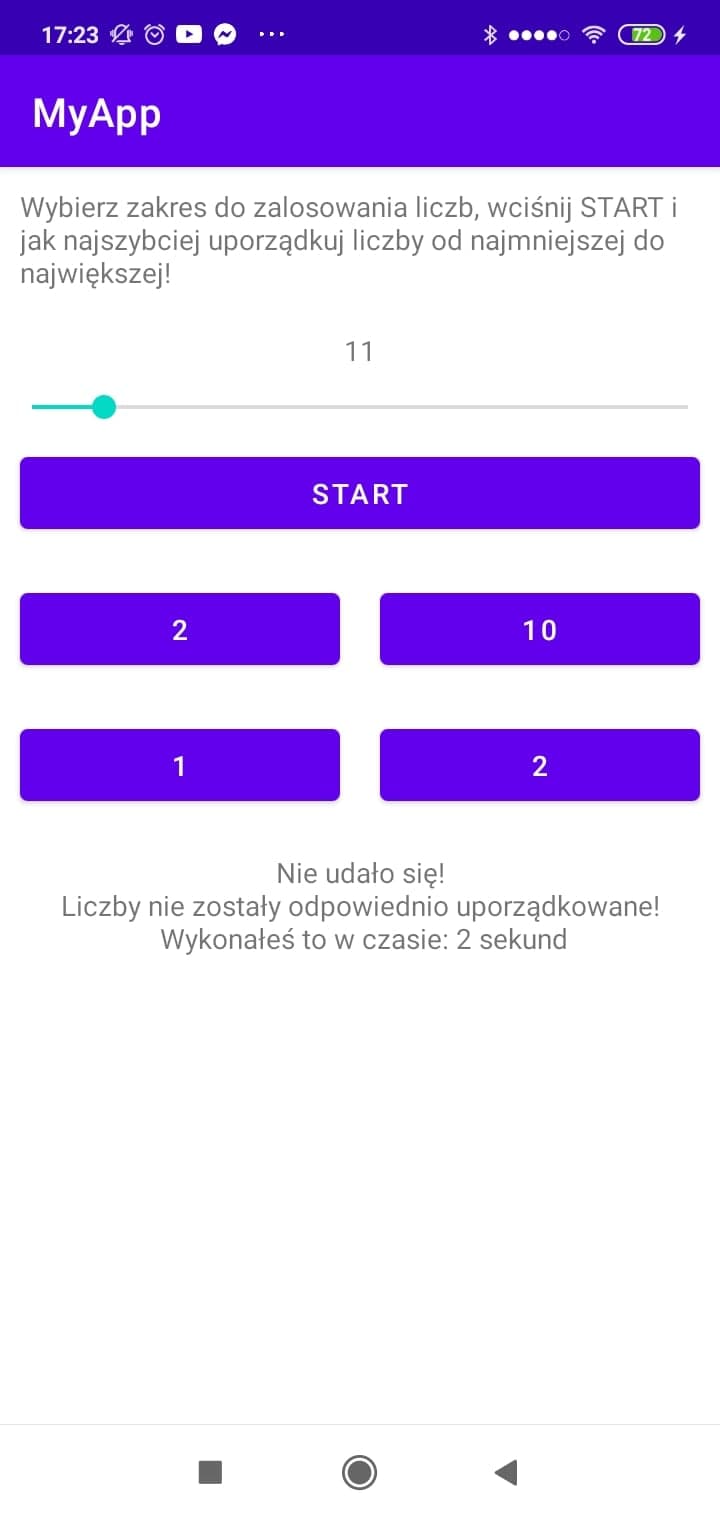 17:23
72
MyApp
Wybierz zakres do zalosowania liczb, wciśnij START i
jak najszybciej uporządkuj liczby od najmniejszej do
największej!
11
START
2
10
1
2
Nie udało się!
Liczby nie zostały odpowiednio uporządkowane!
Wykonałeś to w czasie: 2 sekund